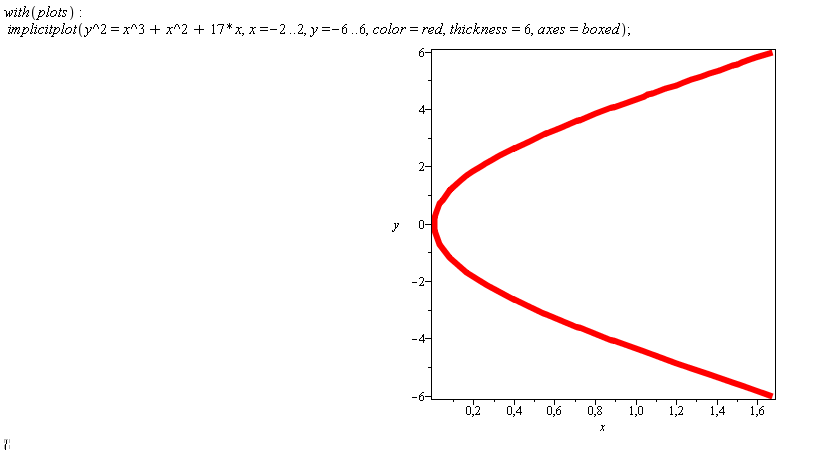 with(plots) :
implicitplot(y^2 = x^3 + x^2 + 17*x, x = -2 ..2, y = -6 ..6, color = red, thickness = 6, axes = boxed);
6
4
2
y 0
-2
-4
-6
0,2 0,4 0,6 0,8 1,0 1,2 1,4 1,6
x